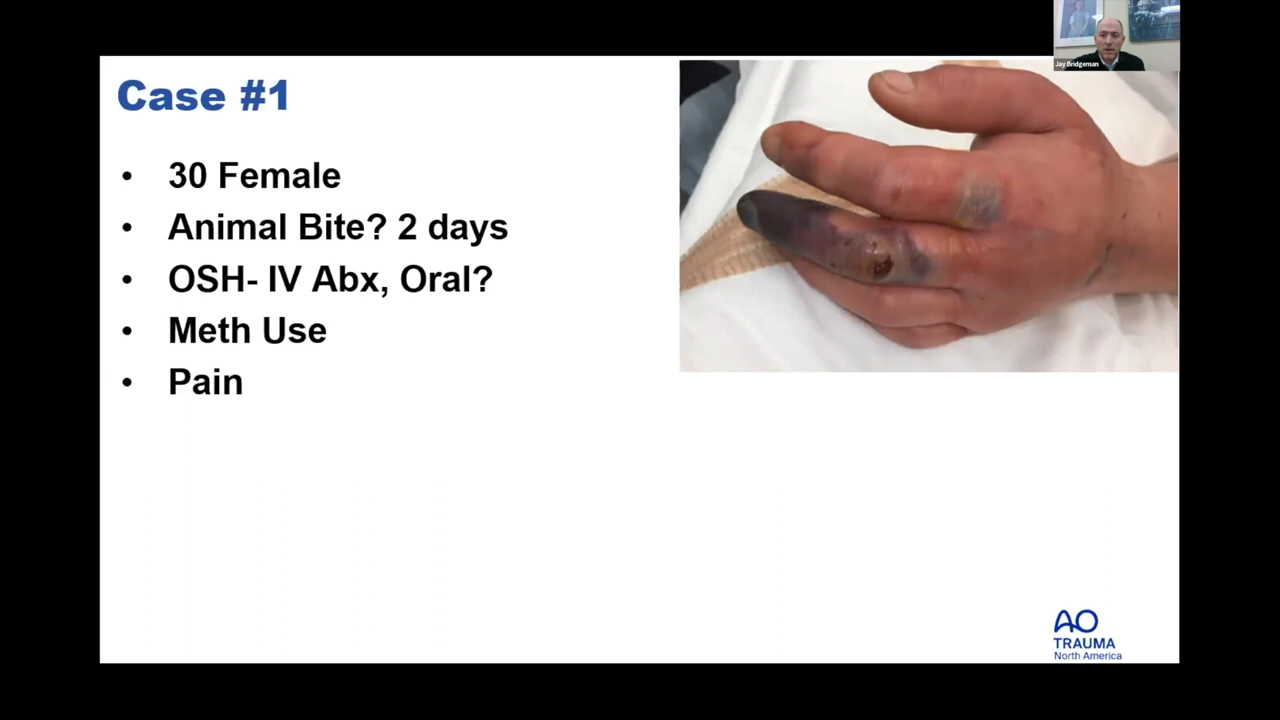 Jay Bridgeman
Case #1
• 30 Female
• Animal Bite? 2 days
• OSH- IV Abx, Oral?
• Meth Use
• Pain
AO
TRAUMA
North America